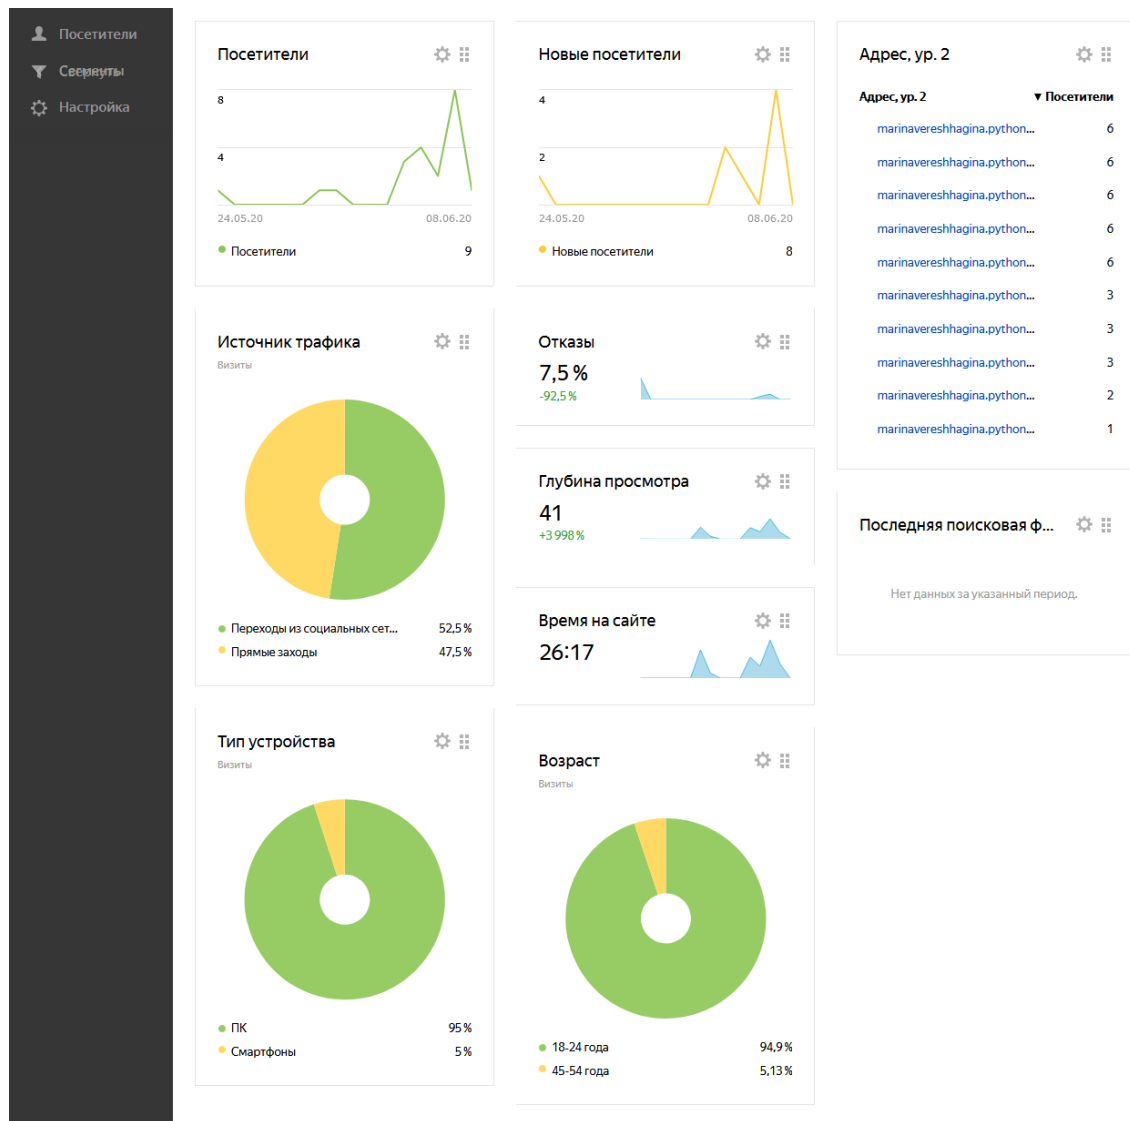 Посетители
Настройка
Посетители
8
4
24.05.20
08.06.20
Посетители 9
Источник трафика
Визиты
Переходы из социальных сет... 52,5 %
Прямые заходы 47,5 %
Тип устройства
Визиты
ПК 95 %
Смартфоны 5 %
Новые посетители
4
2
24.05.20
08.06.20
Новые посетители 8
Отказы
7,5 %
-92,5 %
Глубина просмотра
41
+3 998 %
Время на сайте
26:17
Возраст
Визиты
18-24 года 94,9 %
45-54 года 5,13 %
Адрес, ур. 2
Адрес, ур. 2 ▼ Посетители
marinavereshhagina.python... 6
marinavereshhagina.python... 6
marinavereshhagina.python... 6
marinavereshhagina.python... 6
marinavereshhagina.python... 6
marinavereshhagina.python... 3
marinavereshhagina.python... 3
marinavereshhagina.python... 3
marinavereshhagina.python... 2
marinavereshhagina.python... 1
Последняя поисковая ф...
Нет данных за указанный период.